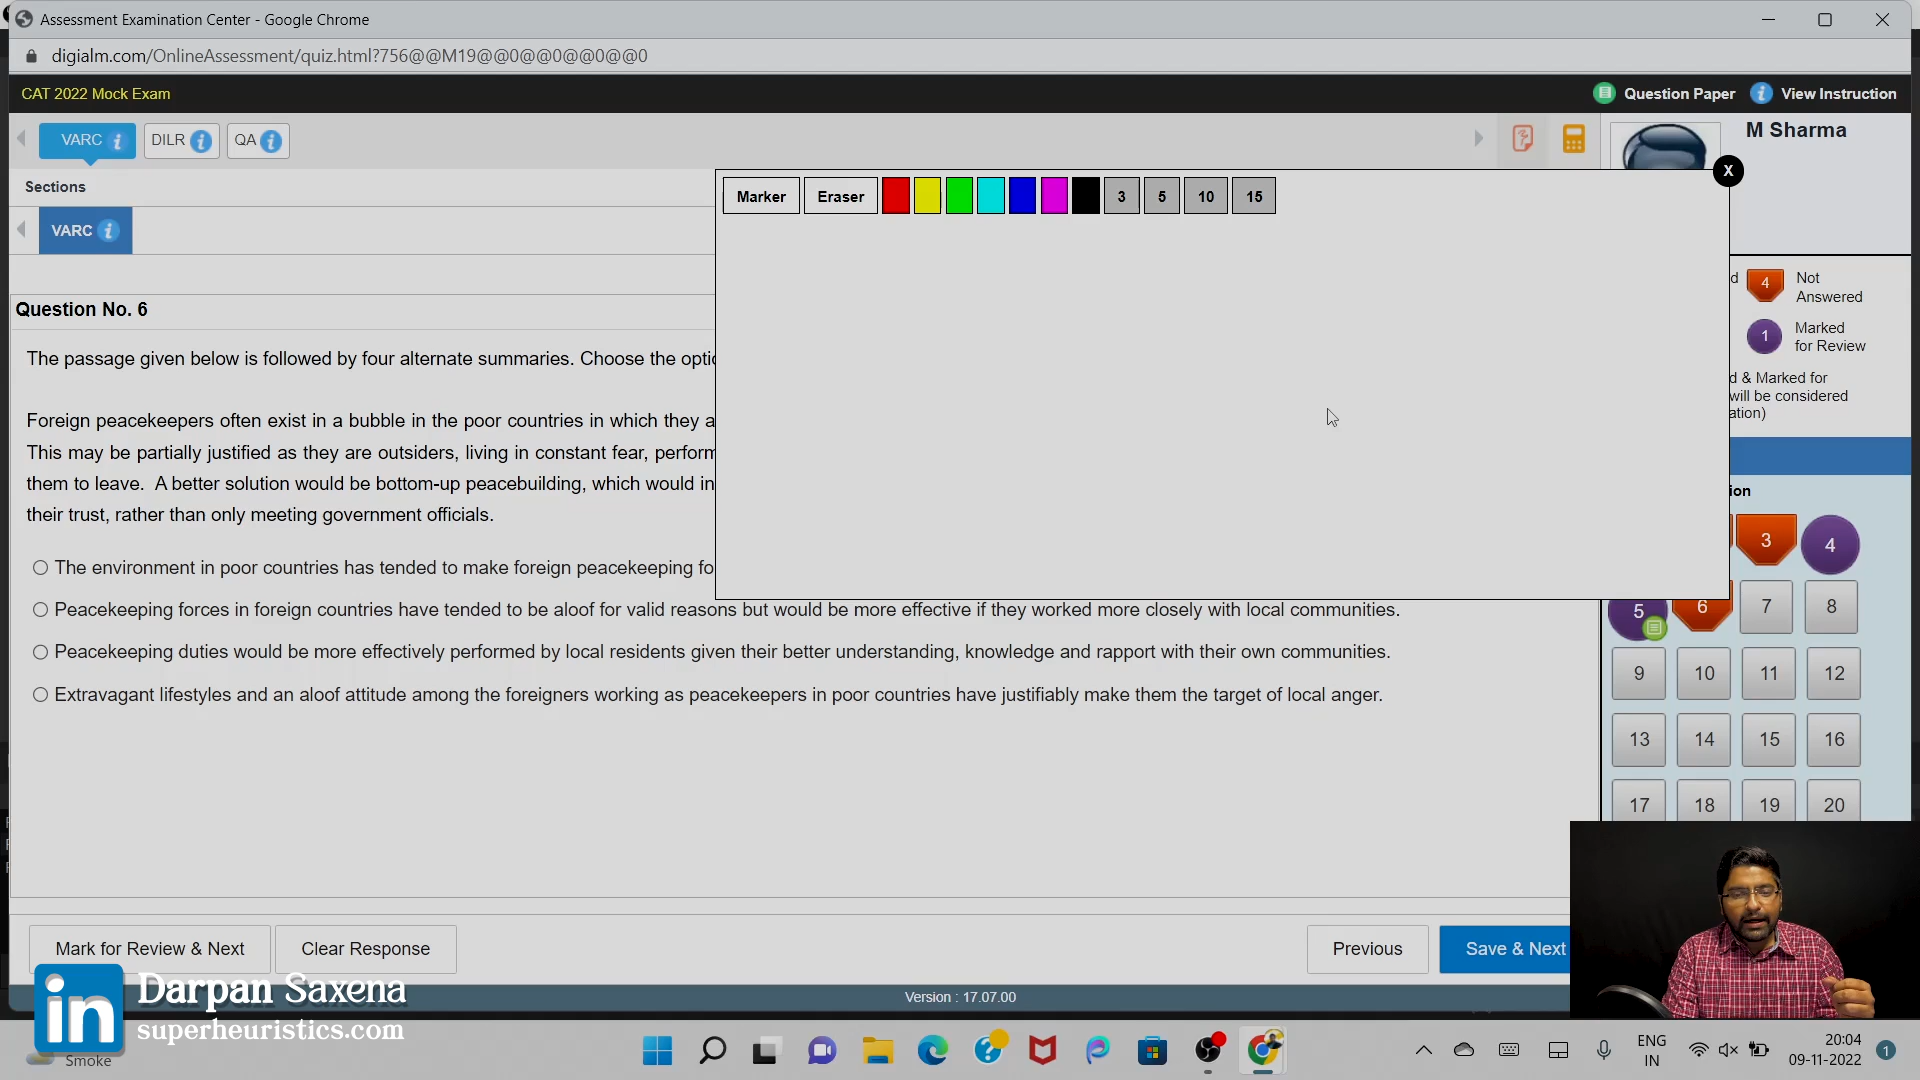 Assessment Examination Center - Google Chrome
digialm.com/OnlineAssessment/quiz.html?756@@M19@@0@@0@@0@@0
CAT 2022 Mock Exam
Question Paper
View Instruction
VARC
DILR
QA
M Sharma
Sections
X
Marker
Eraser
3
5
10
15
VARC
Question No. 6
4
Not
Answered
1
Marked
for Review
d & Marked for
will be considered
ation)
The passage given below is followed by four alternate summaries. Choose the optio
Foreign peacekeepers often exist in a bubble in the poor countries in which they a
This may be partially justified as they are outsiders, living in constant fear, perform
them to leave. A better solution would be bottom-up peacebuilding, which would in
their trust, rather than only meeting government officials.
The environment in poor countries has tended to make foreign peacekeeping fo
Peacekeeping forces in foreign countries have tended to be aloof for valid reasons but would be more effective if they worked more closely with local communities.
Peacekeeping duties would be more effectively performed by local residents given their better understanding, knowledge and rapport with their own communities.
Extravagant lifestyles and an aloof attitude among the foreigners working as peacekeepers in poor countries have justifiably make them the target of local anger.
ion
3 4
5 6 7 8
9 10 11 12
13 14 15 16
17 18 19 20
Mark for Review & Next
Clear Response
Previous
Save & Next
Version : 17.07.00
in
Darpan Saxena
superheuristics.com
Smoke
ENG
IN
20:04
09-11-2022
1